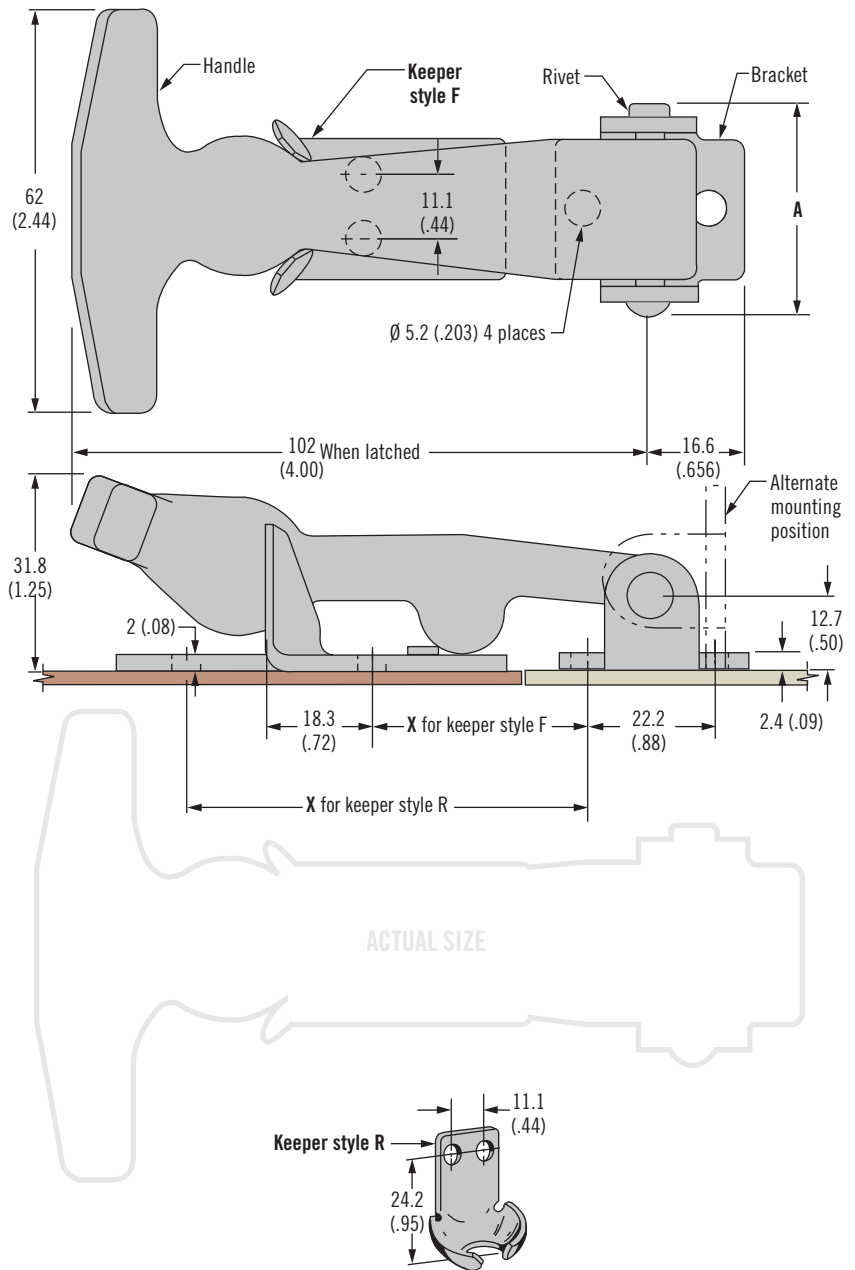 Handle
Keeper
style F
Rivet
Bracket
62
(2.44)
11.1
(.44)
A
Ø 5.2 (.203) 4 places
102 When latched
(4.00)
16.6
(.656)
Alternate
mounting
position
31.8
(1.25)
2 (.08)
12.7
(.50)
18.3
(.72)
X for keeper style F
22.2
(.88)
2.4 (.09)
X for keeper style R
ACTUAL SIZE
11.1
(.44)
Keeper style R
24.2
(.95)